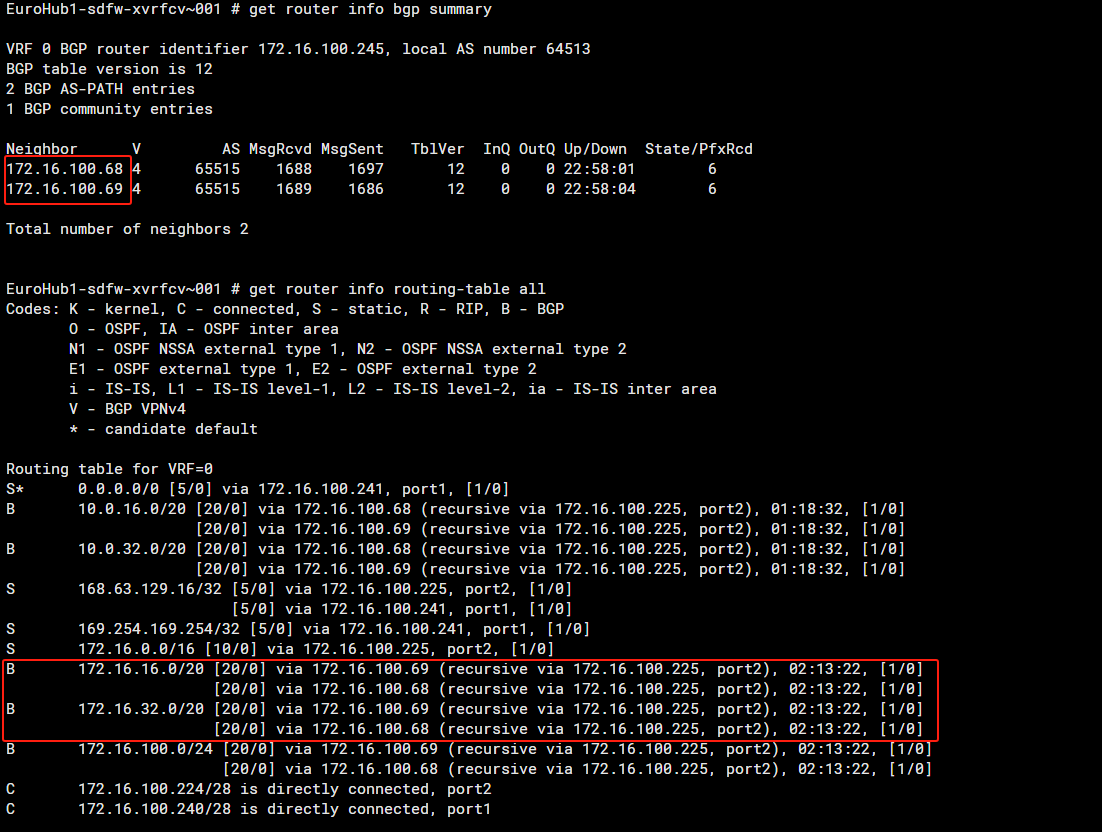 EuroHub1-sdfw-xvrfcv~001 # get router info bgp summary
VRF 0 BGP router identifier 172.16.100.245, local AS number 64513
BGP table version is 12
2 BGP AS-PATH entries
1 BGP community entries
Neighbor V AS MsgRcvd MsgSent TblVer InQ OutQ Up/Down State/PfxRcd
172.16.100.68 4 65515 1688 1697 12 0 0 22:58:01 6
172.16.100.69 4 65515 1689 1686 12 0 0 22:58:04 6
Total number of neighbors 2
EuroHub1-sdfw-xvrfcv~001 # get router info routing-table all
Codes: K - kernel, C - connected, S - static, R - RIP, B - BGP
O - OSPF, IA - OSPF inter area
N1 - OSPF NSSA external type 1, N2 - OSPF NSSA external type 2
E1 - OSPF external type 1, E2 - OSPF external type 2
i - IS-IS, L1 - IS-IS level-1, L2 - IS-IS level-2, ia - IS-IS inter area
V - BGP VPNv4
* - candidate default
Routing table for VRF=0
S* 0.0.0.0/0 [5/0] via 172.16.100.241, port1, [1/0]
B 10.0.16.0/20 [20/0] via 172.16.100.68 (recursive via 172.16.100.225, port2), 01:18:32, [1/0]
[20/0] via 172.16.100.69 (recursive via 172.16.100.225, port2), 01:18:32, [1/0]
B 10.0.32.0/20 [20/0] via 172.16.100.68 (recursive via 172.16.100.225, port2), 01:18:32, [1/0]
[20/0] via 172.16.100.69 (recursive via 172.16.100.225, port2), 01:18:32, [1/0]
S 168.63.129.16/32 [5/0] via 172.16.100.225, port2, [1/0]
[5/0] via 172.16.100.241, port1, [1/0]
S 169.254.169.254/32 [5/0] via 172.16.100.241, port1, [1/0]
S 172.16.0.0/16 [10/0] via 172.16.100.225, port2, [1/0]
B 172.16.16.0/20 [20/0] via 172.16.100.69 (recursive via 172.16.100.225, port2), 02:13:22, [1/0]
[20/0] via 172.16.100.68 (recursive via 172.16.100.225, port2), 02:13:22, [1/0]
B 172.16.32.0/20 [20/0] via 172.16.100.69 (recursive via 172.16.100.225, port2), 02:13:22, [1/0]
[20/0] via 172.16.100.68 (recursive via 172.16.100.225, port2), 02:13:22, [1/0]
B 172.16.100.0/24 [20/0] via 172.16.100.69 (recursive via 172.16.100.225, port2), 02:13:22, [1/0]
[20/0] via 172.16.100.68 (recursive via 172.16.100.225, port2), 02:13:22, [1/0]
C 172.16.100.224/28 is directly connected, port2
C 172.16.100.240/28 is directly connected, port1